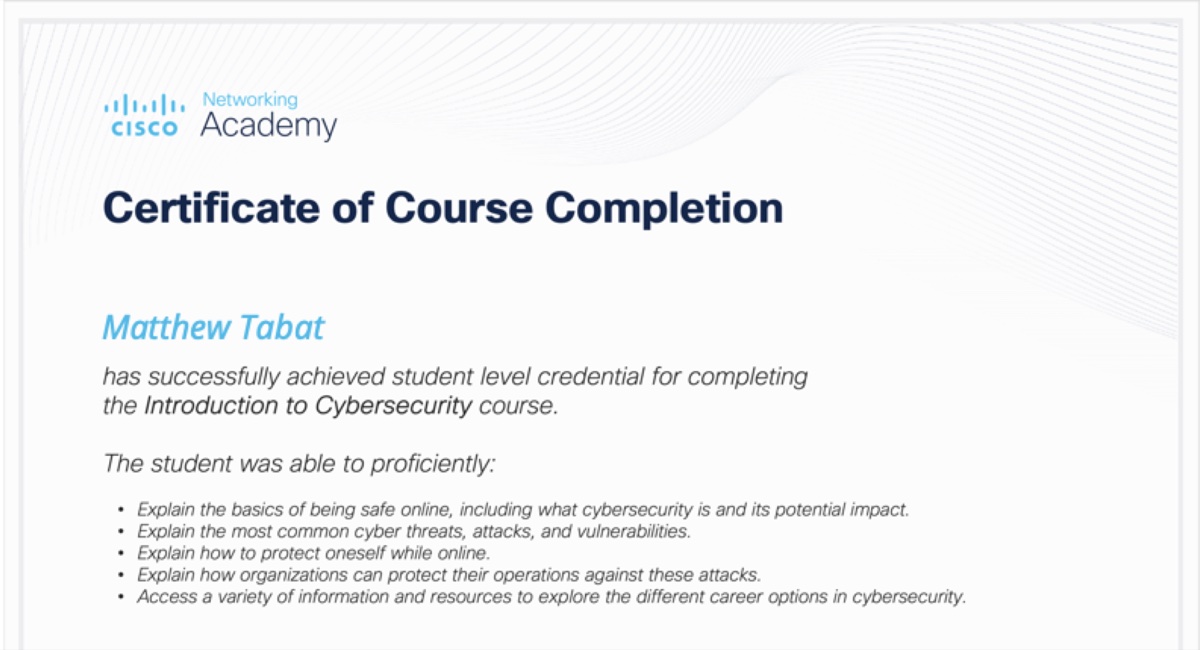 Networking
CISCO Academy
Certificate of Course Completion
Matthew Tabat
has successfully achieved student level credential for completing
the Introduction to Cybersecurity course.
The student was able to proficiently:
• Explain the basics of being safe online, including what cybersecurity is and its potential impact.
• Explain the most common cyber threats, attacks, and vulnerabilities.
• Explain how to protect oneself while online.
• Explain how organizations can protect their operations against these attacks.
• Access a variety of information and resources to explore the different career options in cybersecurity.